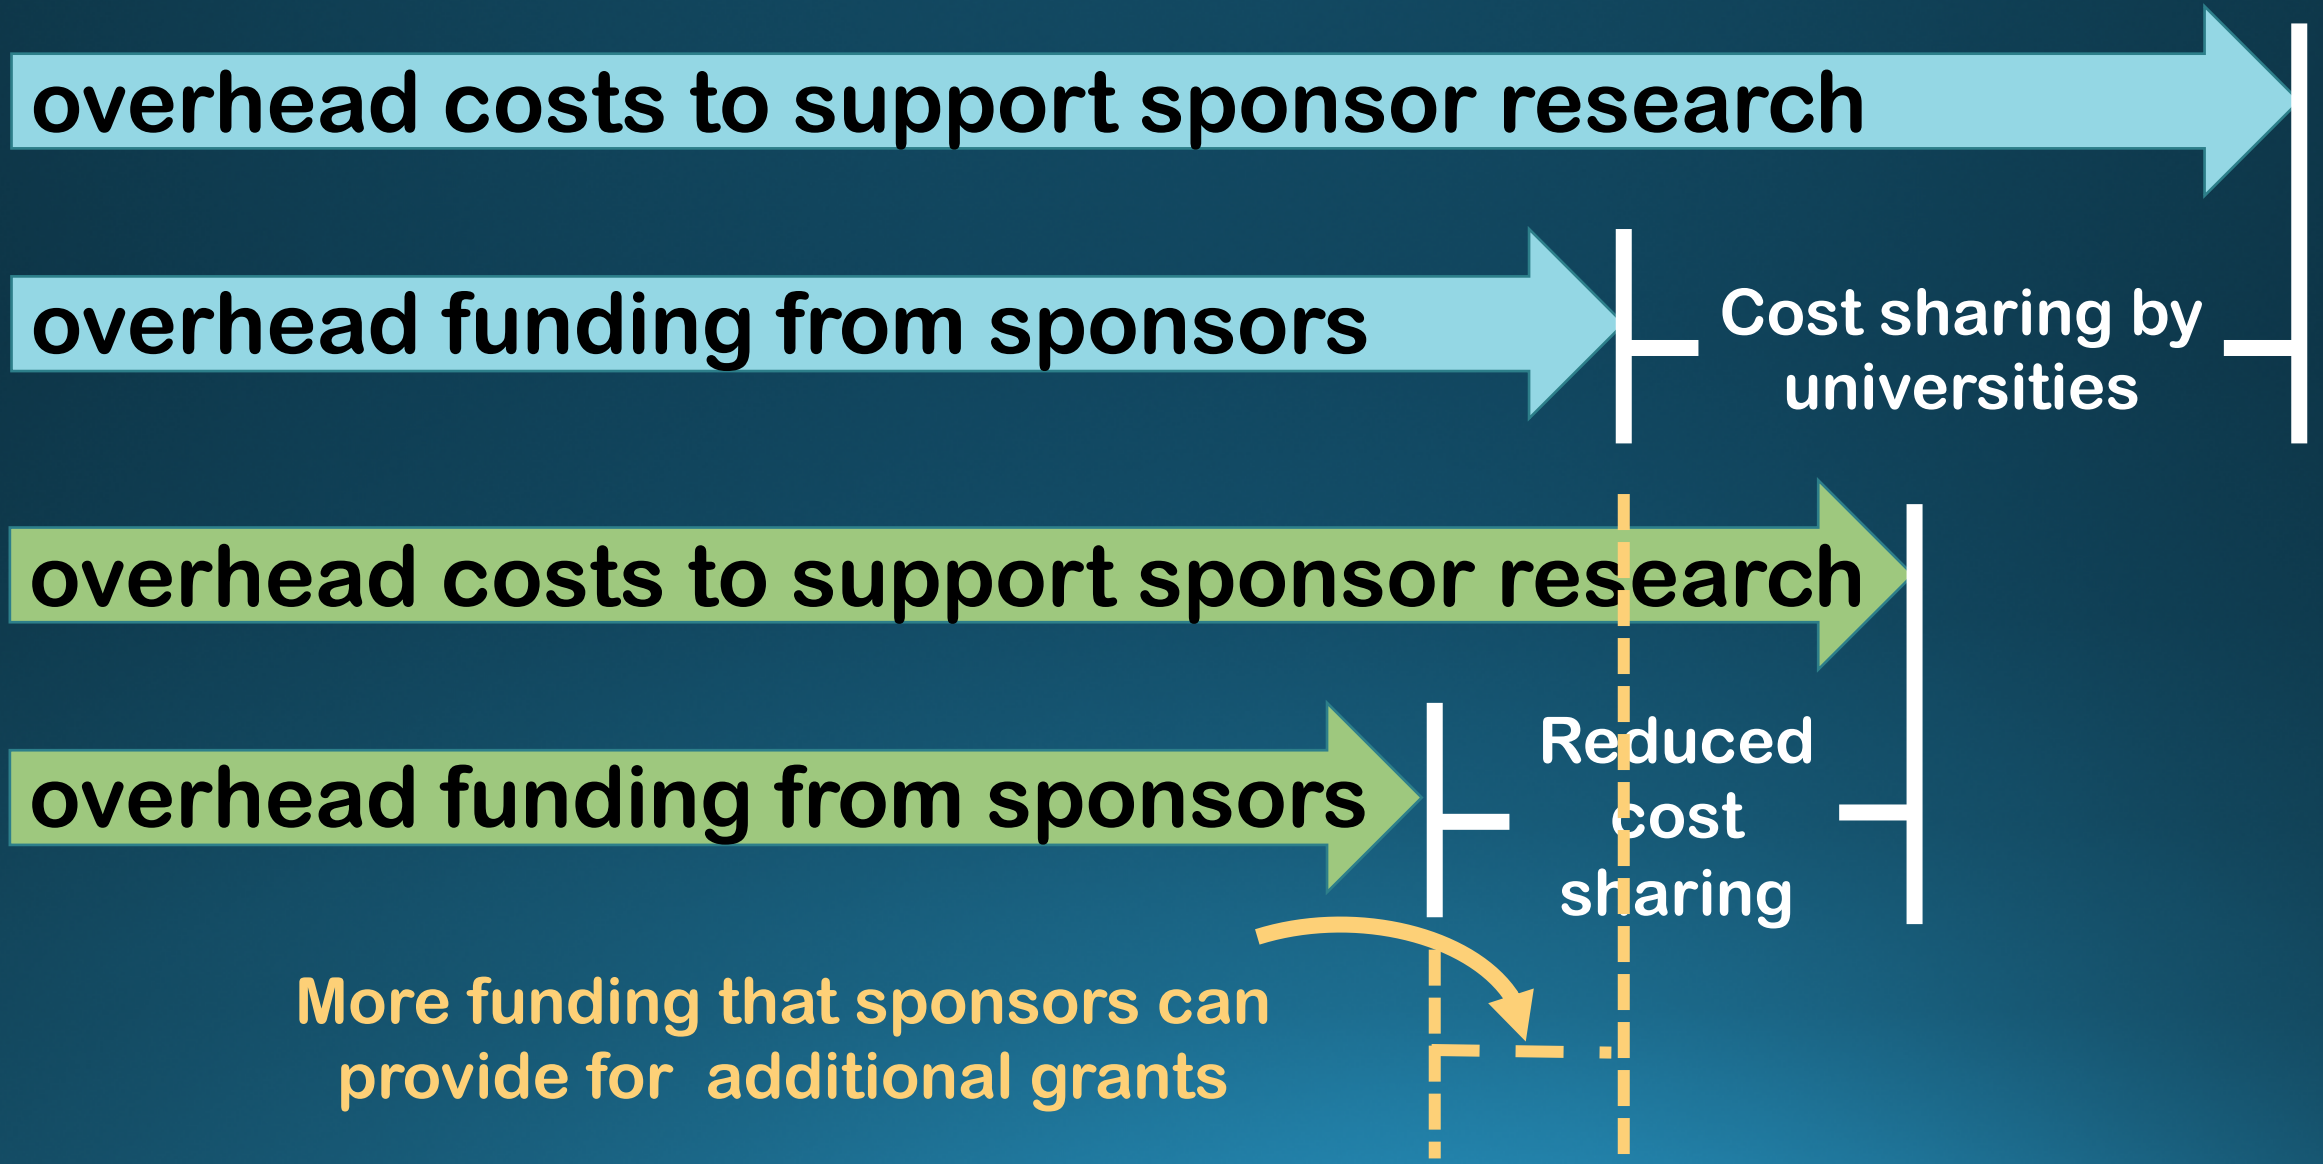 overhead costs to support sponsor research
overhead funding from sponsors
Cost sharing by
universities
overhead costs to support sponsor research
overhead funding from sponsors
Reduced
cost
sharing
More funding that sponsors can
provide for  additional grants